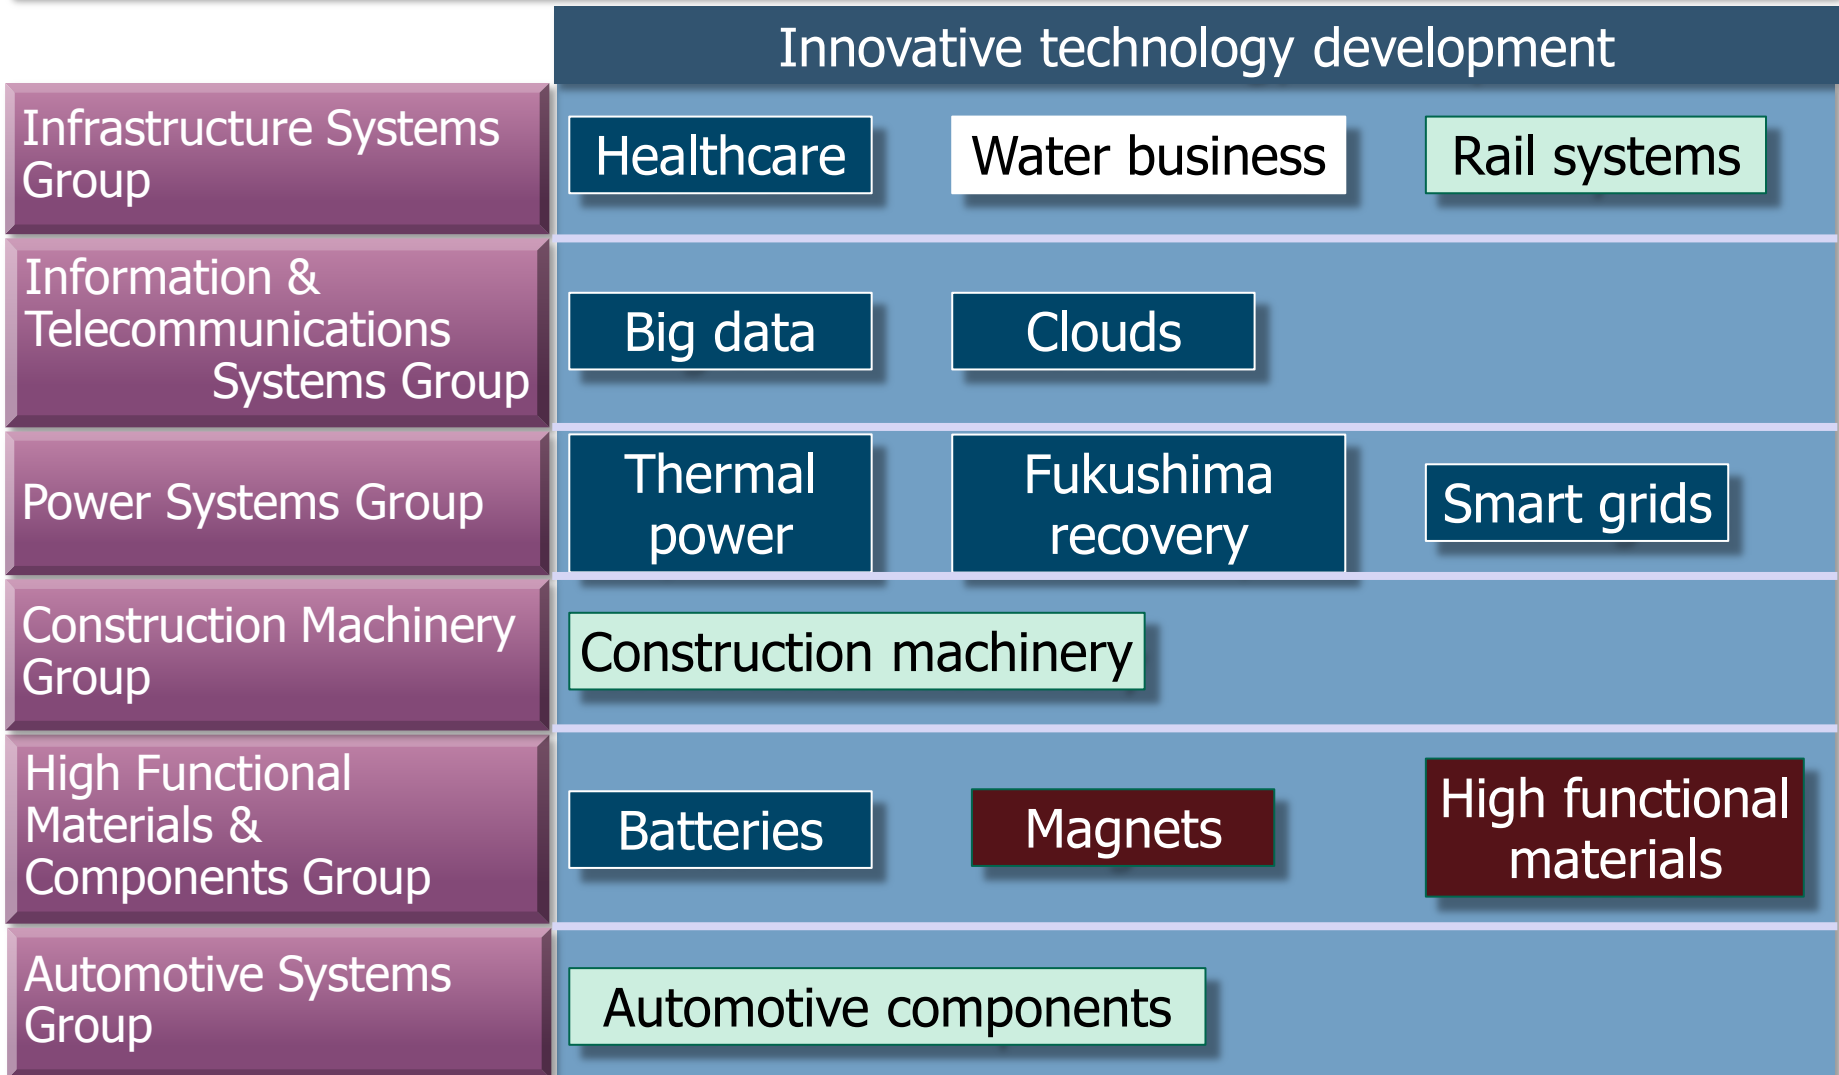 Innovative technology development
Infrastructure Systems
Group
Healthcare
Water business
Rail systems
Information &
Telecommunications
Systems Group
Big data
Clouds
Power Systems Group
Thermal
power
Fukushima
recovery
Smart grids
Construction Machinery
Group
Construction machinery
High Functional
Materials &
Components Group
Batteries
Magnets
High functional
materials
Automotive Systems
Group
Automotive components